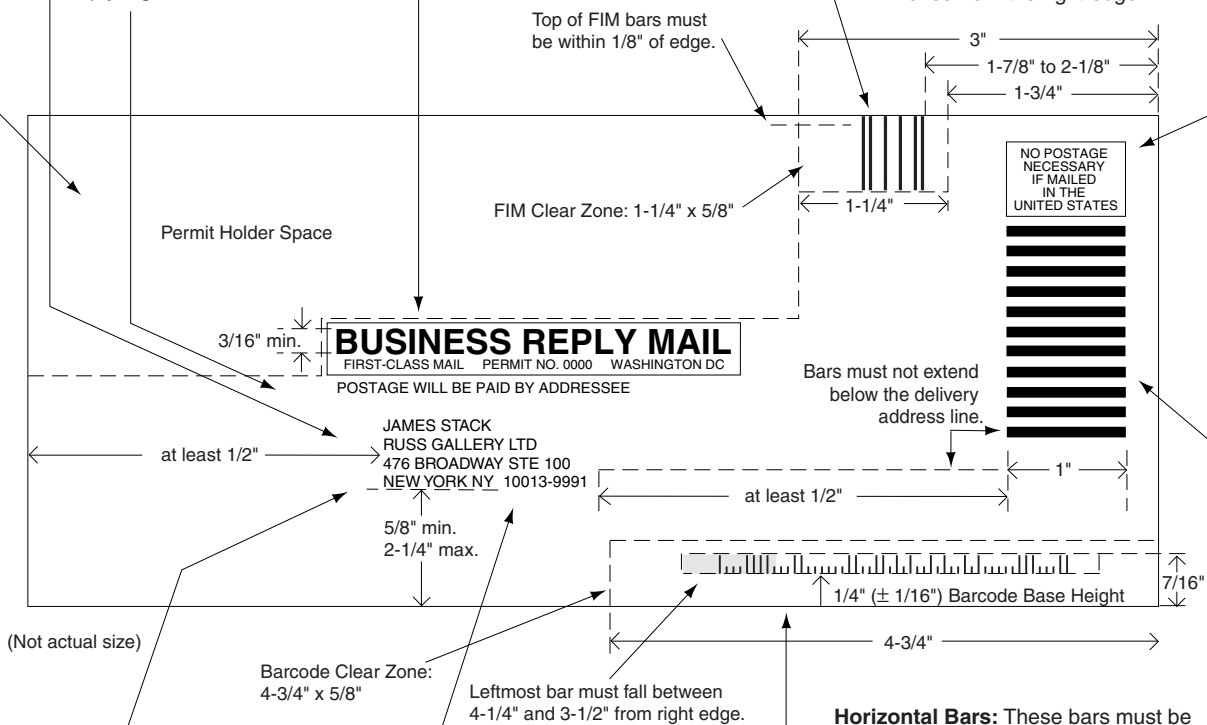 Top of FIM bars must
be within 1/8" of edge.
3"
1-7/8" to 2-1/8"
1-3/4"
NO POSTAGE
NECESSARY
IF MAILED
IN THE
UNITED STATES
1-1/4"
FIM Clear Zone: 1-1/4" x 5/8"
Permit Holder Space
3/16" min.
BUSINESS REPLY MAIL
FIRST-CLASS MAIL PERMIT NO. 0000 WASHINGTON DC
POSTAGE WILL BE PAID BY ADDRESSEE
Bars must not extend
below the delivery
address line.
JAMES STACK
RUSS GALLERY LTD
476 BROADWAY STE 100
NEW YORK NY 10013-9991
at least 1/2"
1"
at least 1/2"
5/8" min.
2-1/4" max.
7/16"
1/4" (± 1/16") Barcode Base Height
(Not actual size)
4-3/4"
Barcode Clear Zone:
4-3/4" x 5/8"
Leftmost bar must fall between
4-1/4" and 3-1/2" from right edge.
Horizontal Bars: These bars must be